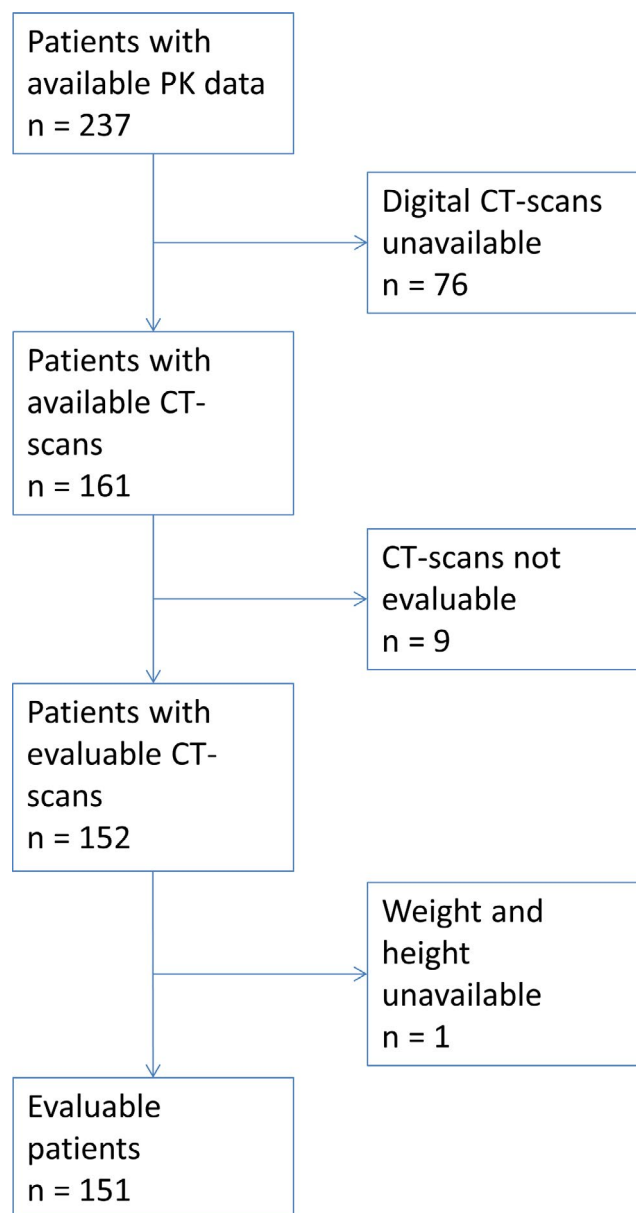 Patients with
available PK data
n = 237
Digital CT-scans
unavailable
n = 76
Patients with
available CT-
scans
n = 161
CT-scans not
evaluable
n = 9
Patients with
evaluable CT-
scans
n = 152
Weight and
height
unavailable
n = 1
Evaluable
patients
n = 151